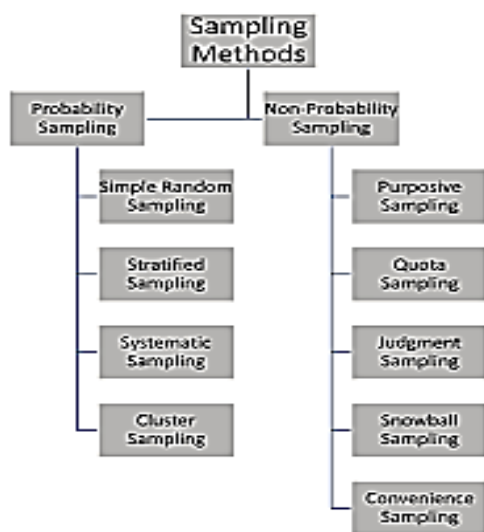 Sampling
Methods
Probability
Sampling
Non-Probability
Sampling
Simple Random
Sampling
Stratified
Sampling
Systematic
Sampling
Cluster
Sampling
Purposive
Sampling
Quota
Sampling
Judgment
Sampling
Snowball
Sampling
Convenience
Sampling